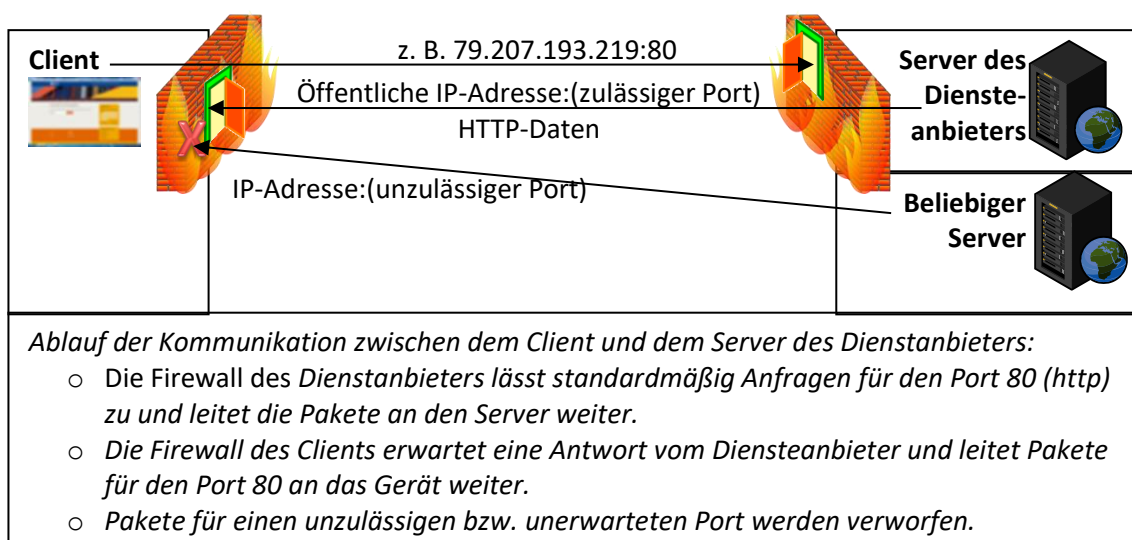 Client
z. B. 79.207.193.219:80
Öffentliche IP-Adresse:(zulässiger Port)
HTTP-Daten
Server des
Dienste-
anbieters
IP-Adresse:(unzulässiger Port)
Beliebiger
Server
Ablauf der Kommunikation zwischen dem Client und dem Server des Dienstanbieters:
o Die Firewall des Dienstanbieters lässt standardmäßig Anfragen für den Port 80 (http)
zu und leitet die Pakete an den Server weiter.
o Die Firewall des Clients erwartet eine Antwort vom Diensteanbieter und leitet Pakete
für den Port 80 an das Gerät weiter.
o Pakete für einen unzulässigen bzw. unerwarteten Port werden verworfen.